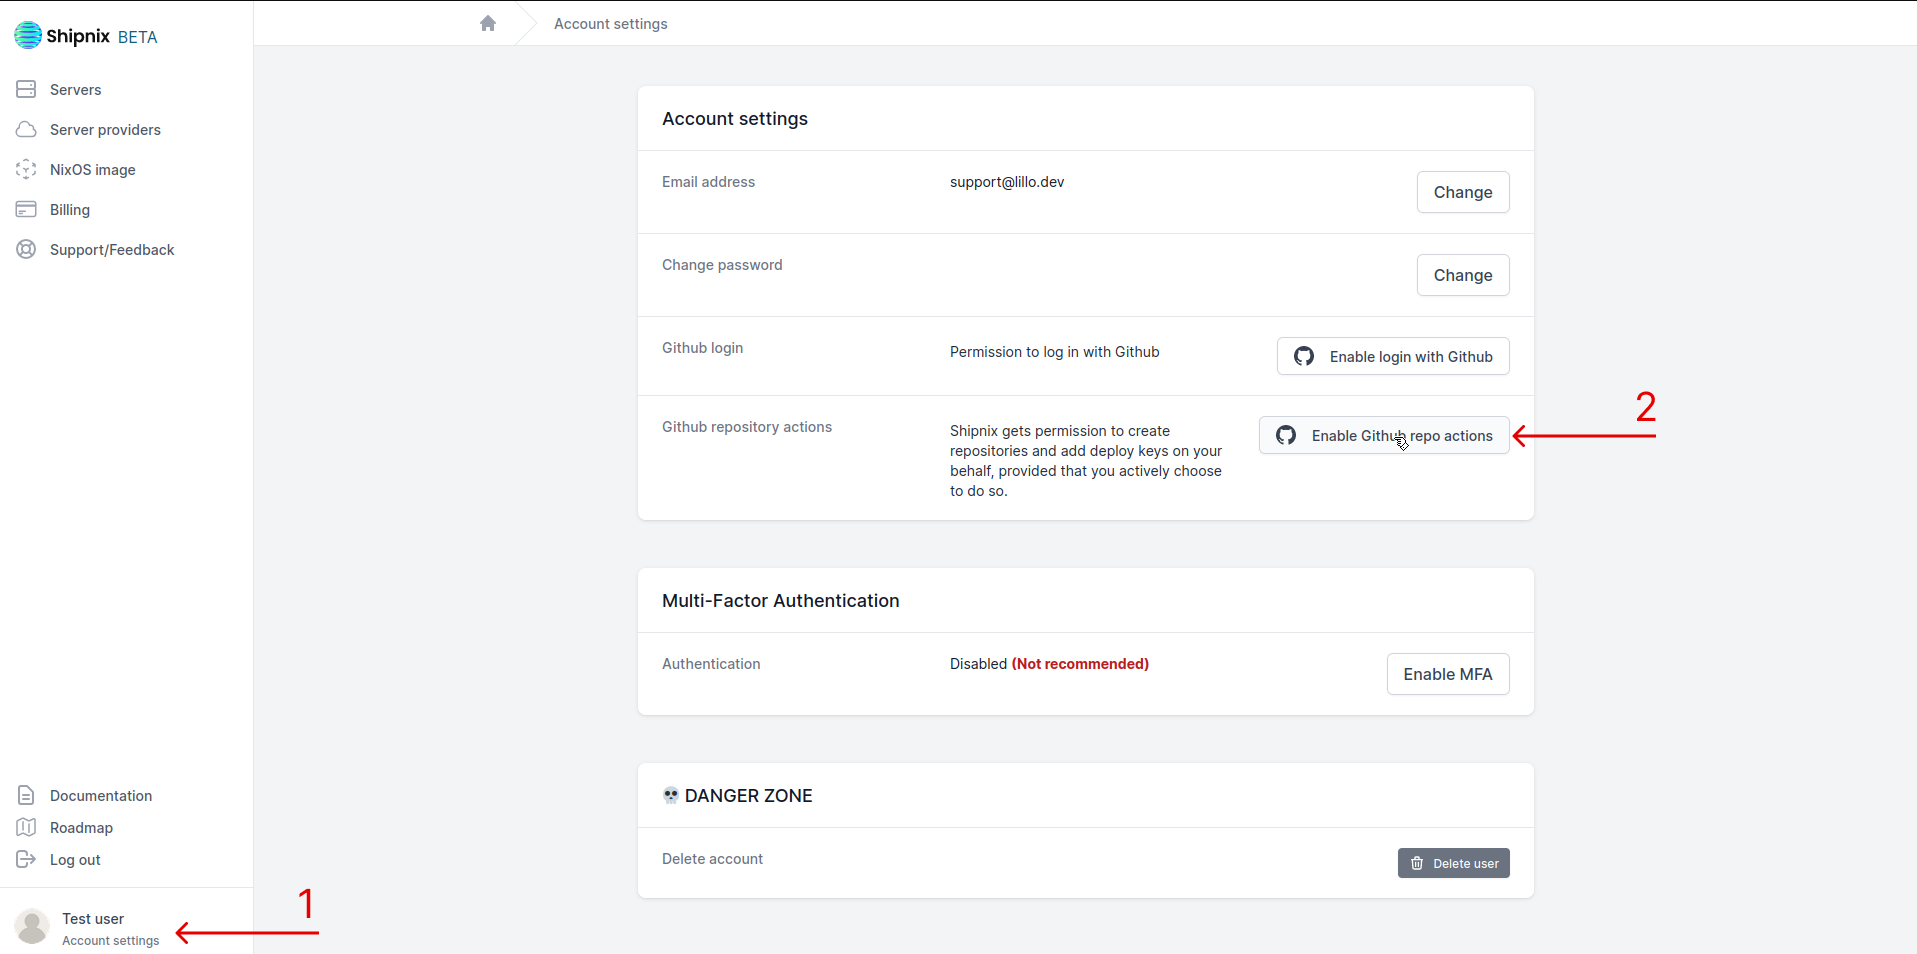 Shipnix BETA
Servers
Server providers
NixOS image
Billing
Support/Feedback
Documentation
Roadmap
Log out
Test user
Account settings
1
Account settings
Account settings
Email address support@lillo.dev Change
Change password Change
Github login Permission to log in with Github Enable login with Github
Github repository actions Shipnix gets permission to create Enable Github repo actions
repositories and add deploy keys on your
behalf, provided that you actively choose
to do so.
2
Multi-Factor Authentication
Authentication Disabled (Not recommended) Enable MFA
💀 DANGER ZONE
Delete account Delete user